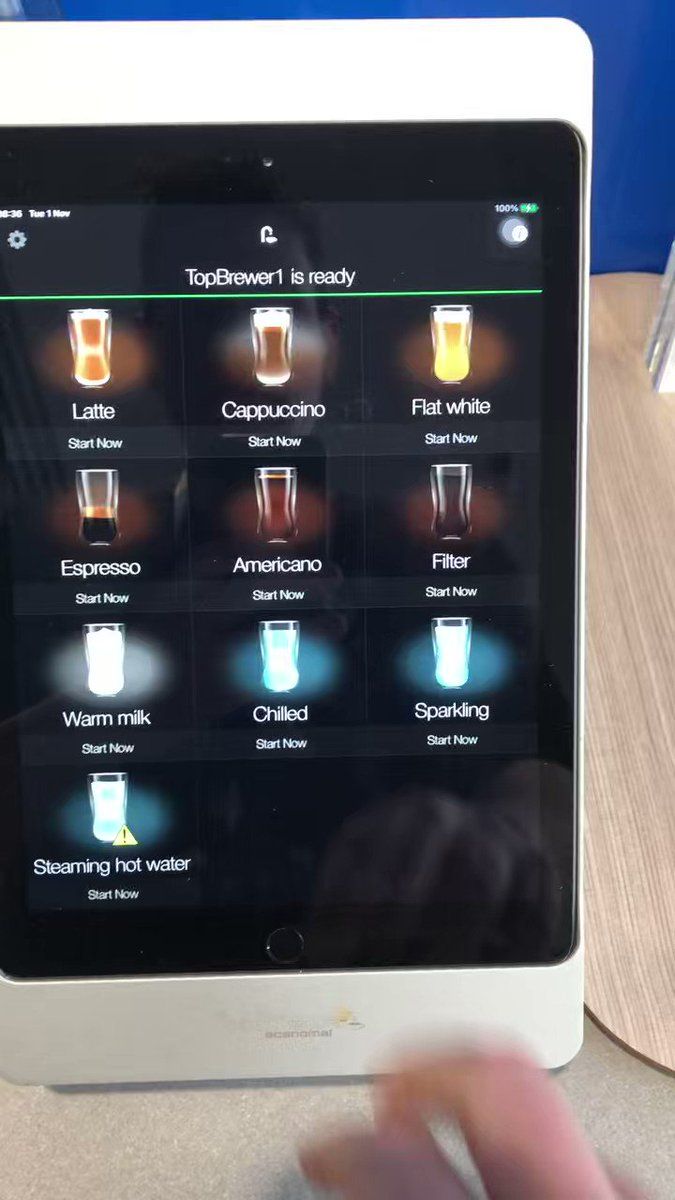 08:36 Tue 1 Nov
100%
TopBrewer1 is ready
Latte
Cappuccino
Flat white
Start Now
Start Now
Start Now
Espresso
Americano
Filter
Start Now
Start Now
Start Now
Warm milk
Chilled
Sparkling
Start Now
Start Now
Start Now
Steaming hot water
Start Now
scanomat